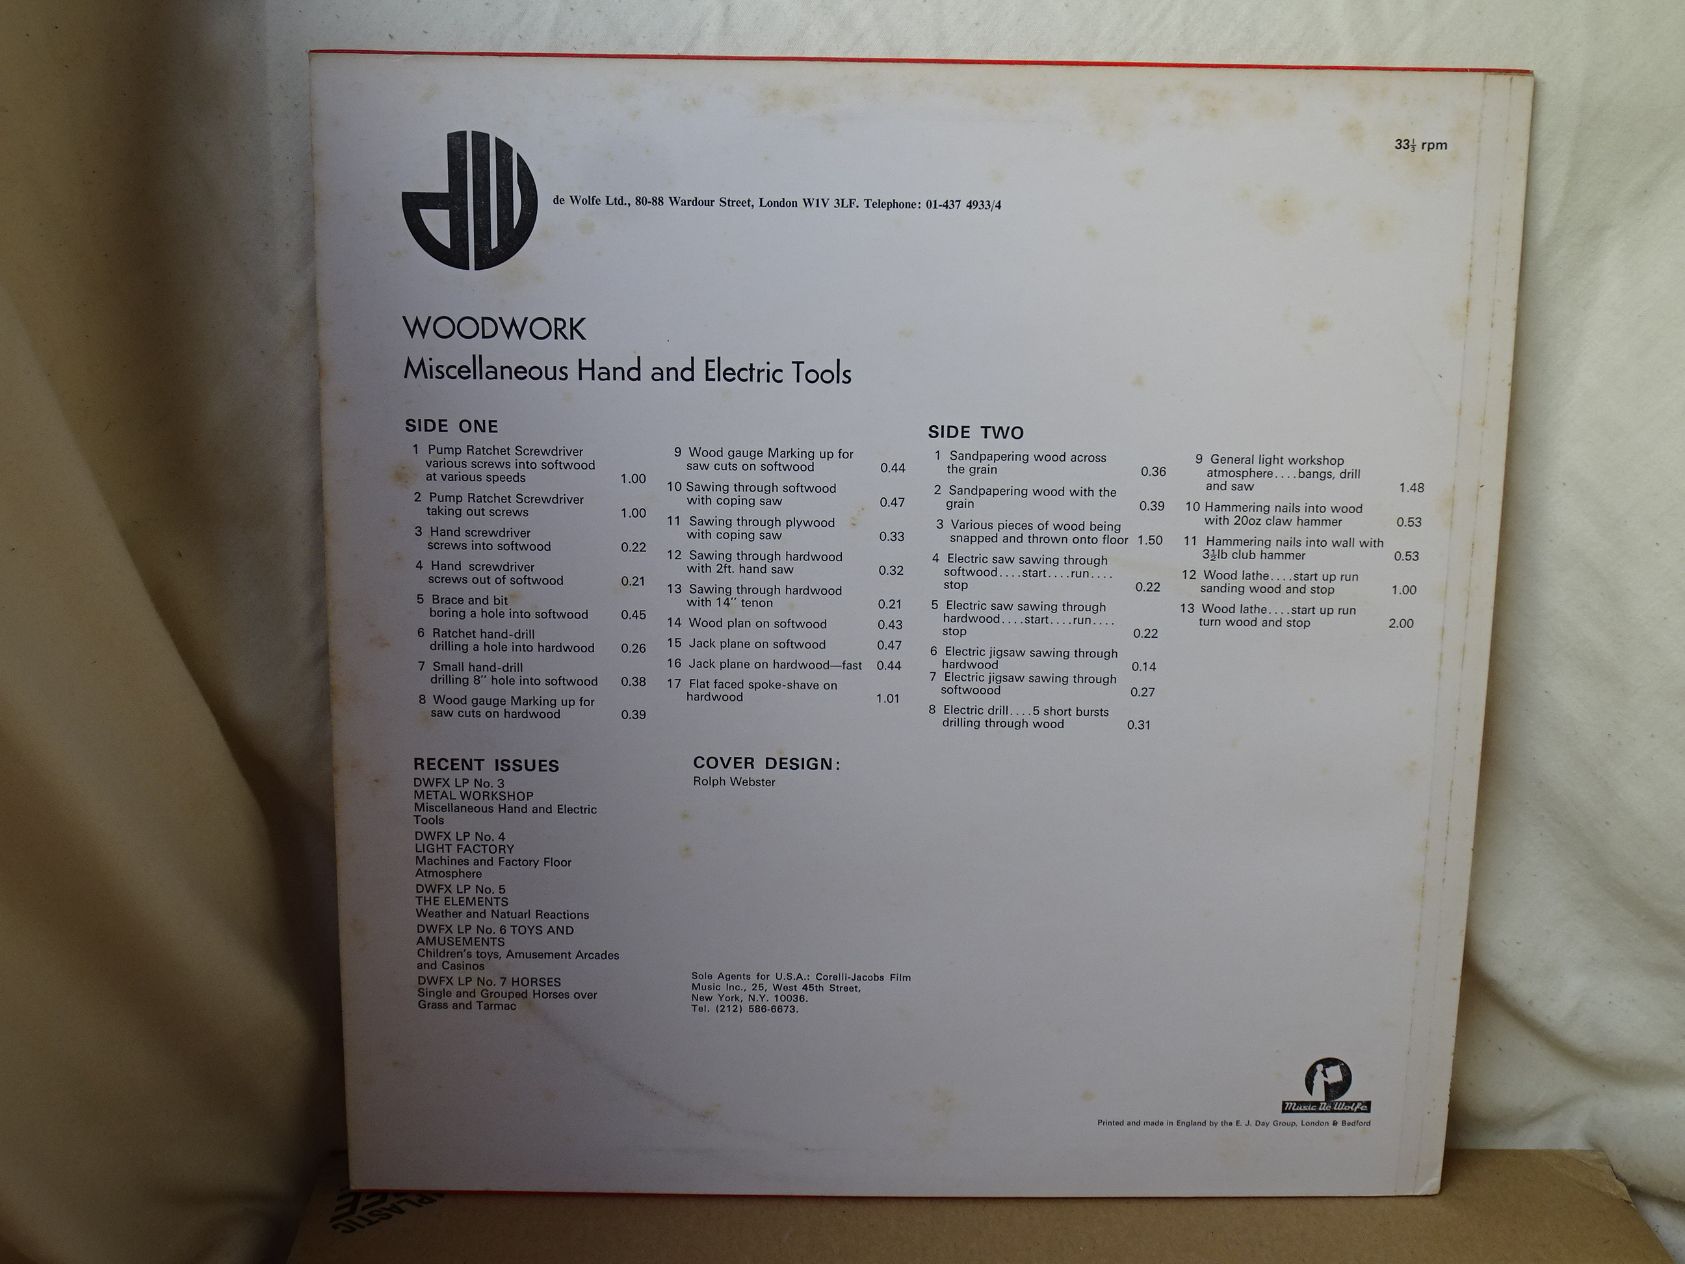 33⅓ rpm
dW
de Wolfe Ltd., 80-88 Wardour Street, London W1V 3LF. Telephone: 01-437 4933/4
WOODWORK
Miscellaneous Hand and Electric Tools
SIDE ONE
1 Pump Ratchet Screwdriver
various screws into softwood
at various speeds 1.00
2 Pump Ratchet Screwdriver
taking out screws 1.00
3 Hand screwdriver
screws into softwood 0.22
4 Hand screwdriver
screws out of softwood 0.21
5 Brace and bit
boring a hole into softwood 0.45
6 Ratchet hand-drill
drilling a hole into hardwood 0.26
7 Small hand-drill
drilling 8" hole into softwood 0.38
8 Wood gauge Marking up for
saw cuts on hardwood 0.39
9 Wood gauge Marking up for
saw cuts on softwood 0.44
10 Sawing through softwood
with coping saw 0.47
11 Sawing through plywood
with coping saw 0.33
12 Sawing through hardwood
with 2ft. hand saw 0.32
13 Sawing through hardwood
with 14" tenon 0.21
14 Wood plan on softwood 0.43
15 Jack plane on softwood 0.47
16 Jack plane on hardwood—fast 0.44
17 Flat faced spoke-shave on
hardwood 1.01
SIDE TWO
1 Sandpapering wood across
the grain 0.36
2 Sandpapering wood with the
grain 0.39
3 Various pieces of wood being
snapped and thrown onto floor 1.50
4 Electric saw sawing through
softwood....start....run....
stop 0.22
5 Electric saw sawing through
hardwood....start....run....
stop 0.22
6 Electric jigsaw sawing through
hardwood 0.14
7 Electric jigsaw sawing through
softwoood 0.27
8 Electric drill....5 short bursts
drilling through wood 0.31
9 General light workshop
atmosphere....bangs, drill
and saw 1.48
10 Hammering nails into wood
with 20oz claw hammer 0.53
11 Hammering nails into wall with
3½lb club hammer 0.53
12 Wood lathe....start up run
sanding wood and stop 1.00
13 Wood lathe....start up run
turn wood and stop 2.00
RECENT ISSUES
DWFX LP No. 3
METAL WORKSHOP
Miscellaneous Hand and Electric
Tools
DWFX LP No. 4
LIGHT FACTORY
Machines and Factory Floor
Atmosphere
DWFX LP No. 5
THE ELEMENTS
Weather and Natuarl Reactions
DWFX LP No. 6 TOYS AND
AMUSEMENTS
Children's toys, Amusement Arcades
and Casinos
DWFX LP No. 7 HORSES
Single and Grouped Horses over
Grass and Tarmac
COVER DESIGN:
Rolph Webster
Sole Agents for U.S.A.: Corelli-Jacobs Film
Music Inc., 25, West 45th Street,
New York, N.Y. 10036.
Tel. (212) 586-6673.
Music De Wolfe
Printed and made in England by the E. J. Day Group, London & Bedford